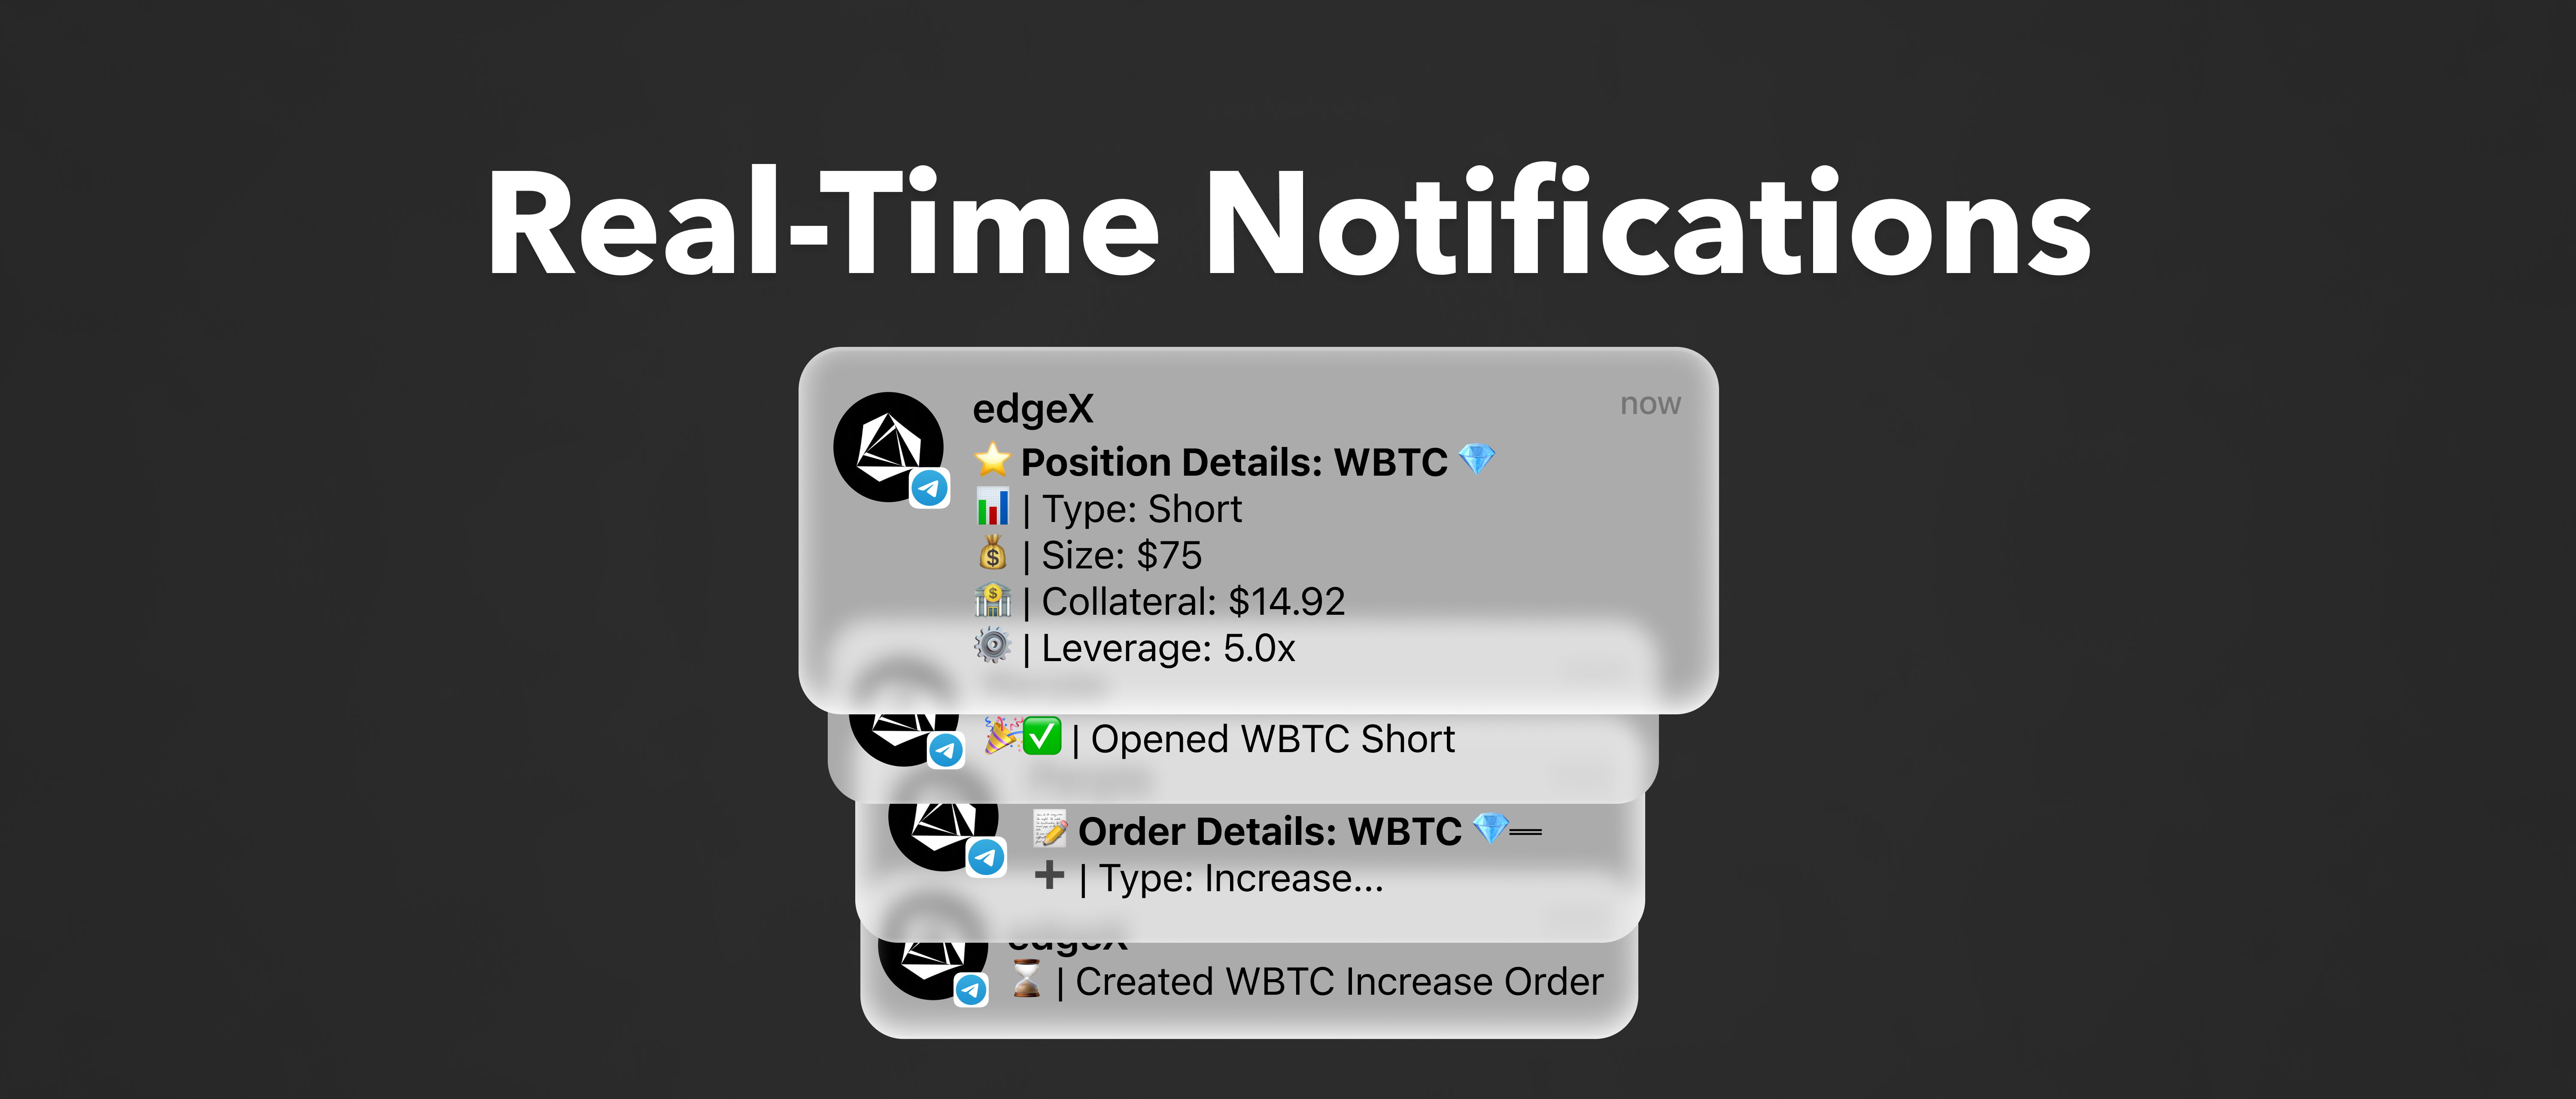 Real-Time Notifications
edgeX
now
⭐ Position Details: WBTC 💎
📊 | Type: Short
💰 | Size: $75
🏦 | Collateral: $14.92
⚙️ | Leverage: 5.0x
🎉✅ | Opened WBTC Short
📝 Order Details: WBTC 💎═
➕ | Type: Increase...
edgeX
⏳ | Created WBTC Increase Order